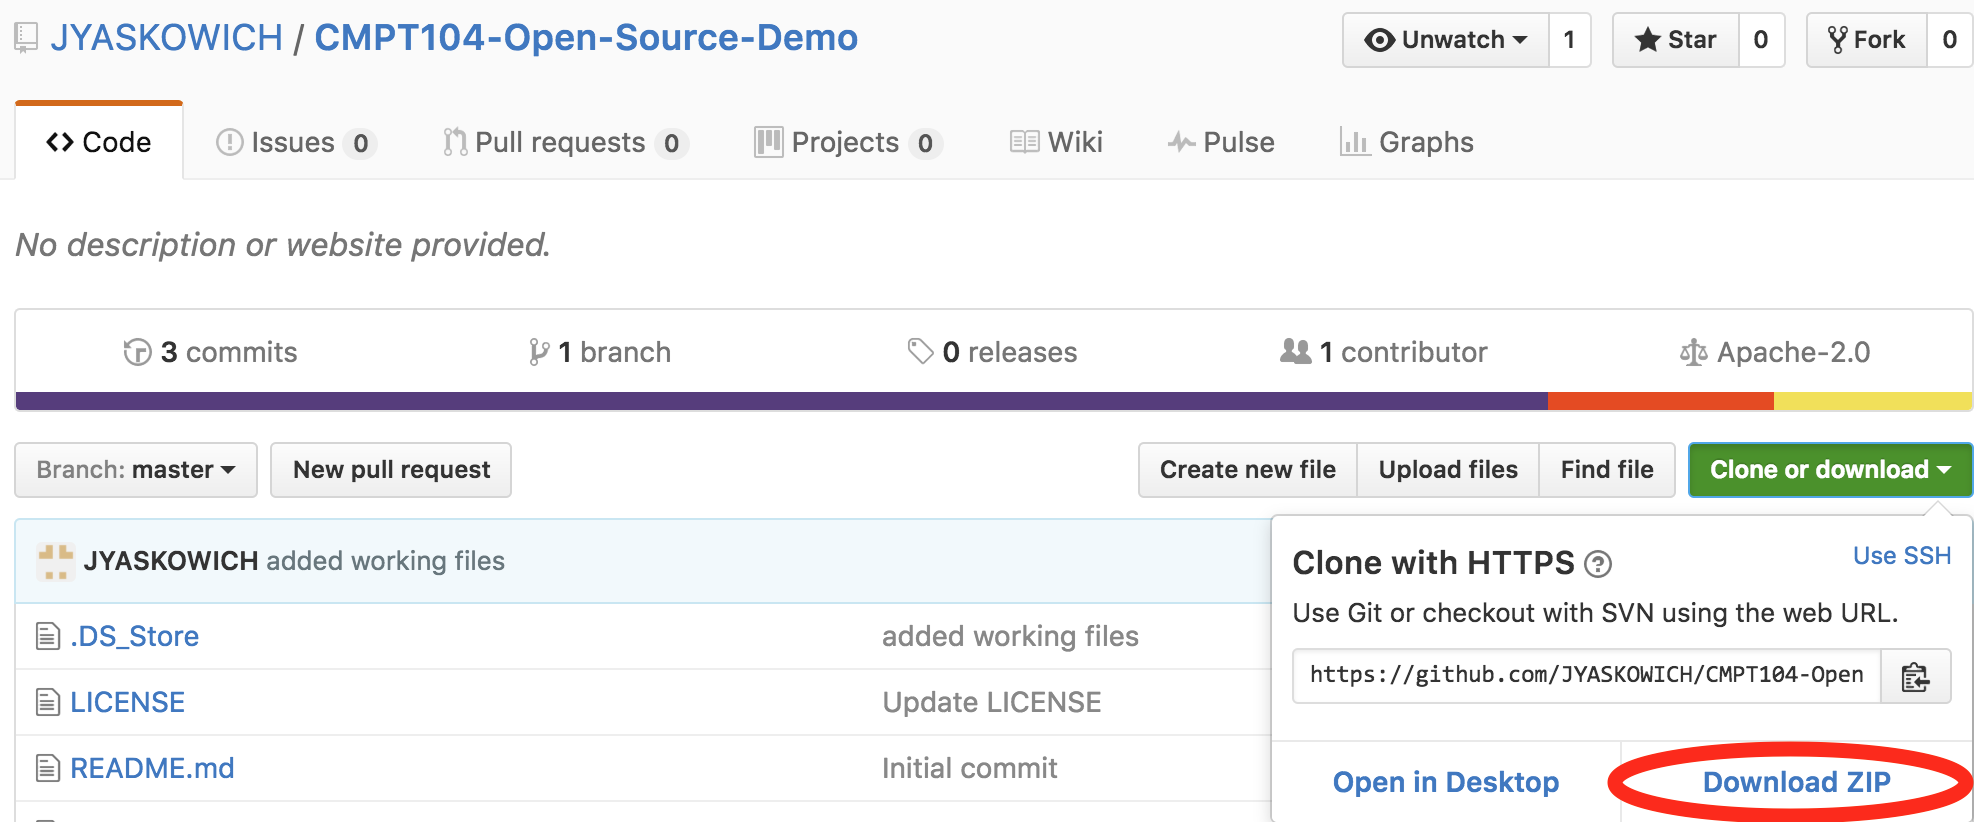 JYASKOWICH / CMPT104-Open-Source-Demo
Unwatch 1 Star 0 Fork 0
Code Issues 0 Pull requests 0 Projects 0 Wiki Pulse Graphs
No description or website provided.
3 commits 1 branch 0 releases 1 contributor Apache-2.0
Branch: master New pull request Create new file Upload files Find file Clone or download
JYASKOWICH added working files
.DS_Store added working files
LICENSE Update LICENSE
README.md Initial commit
Clone with HTTPS ? Use SSH
Use Git or checkout with SVN using the web URL.
https://github.com/JYASKOWICH/CMPT104-Open
Open in Desktop Download ZIP